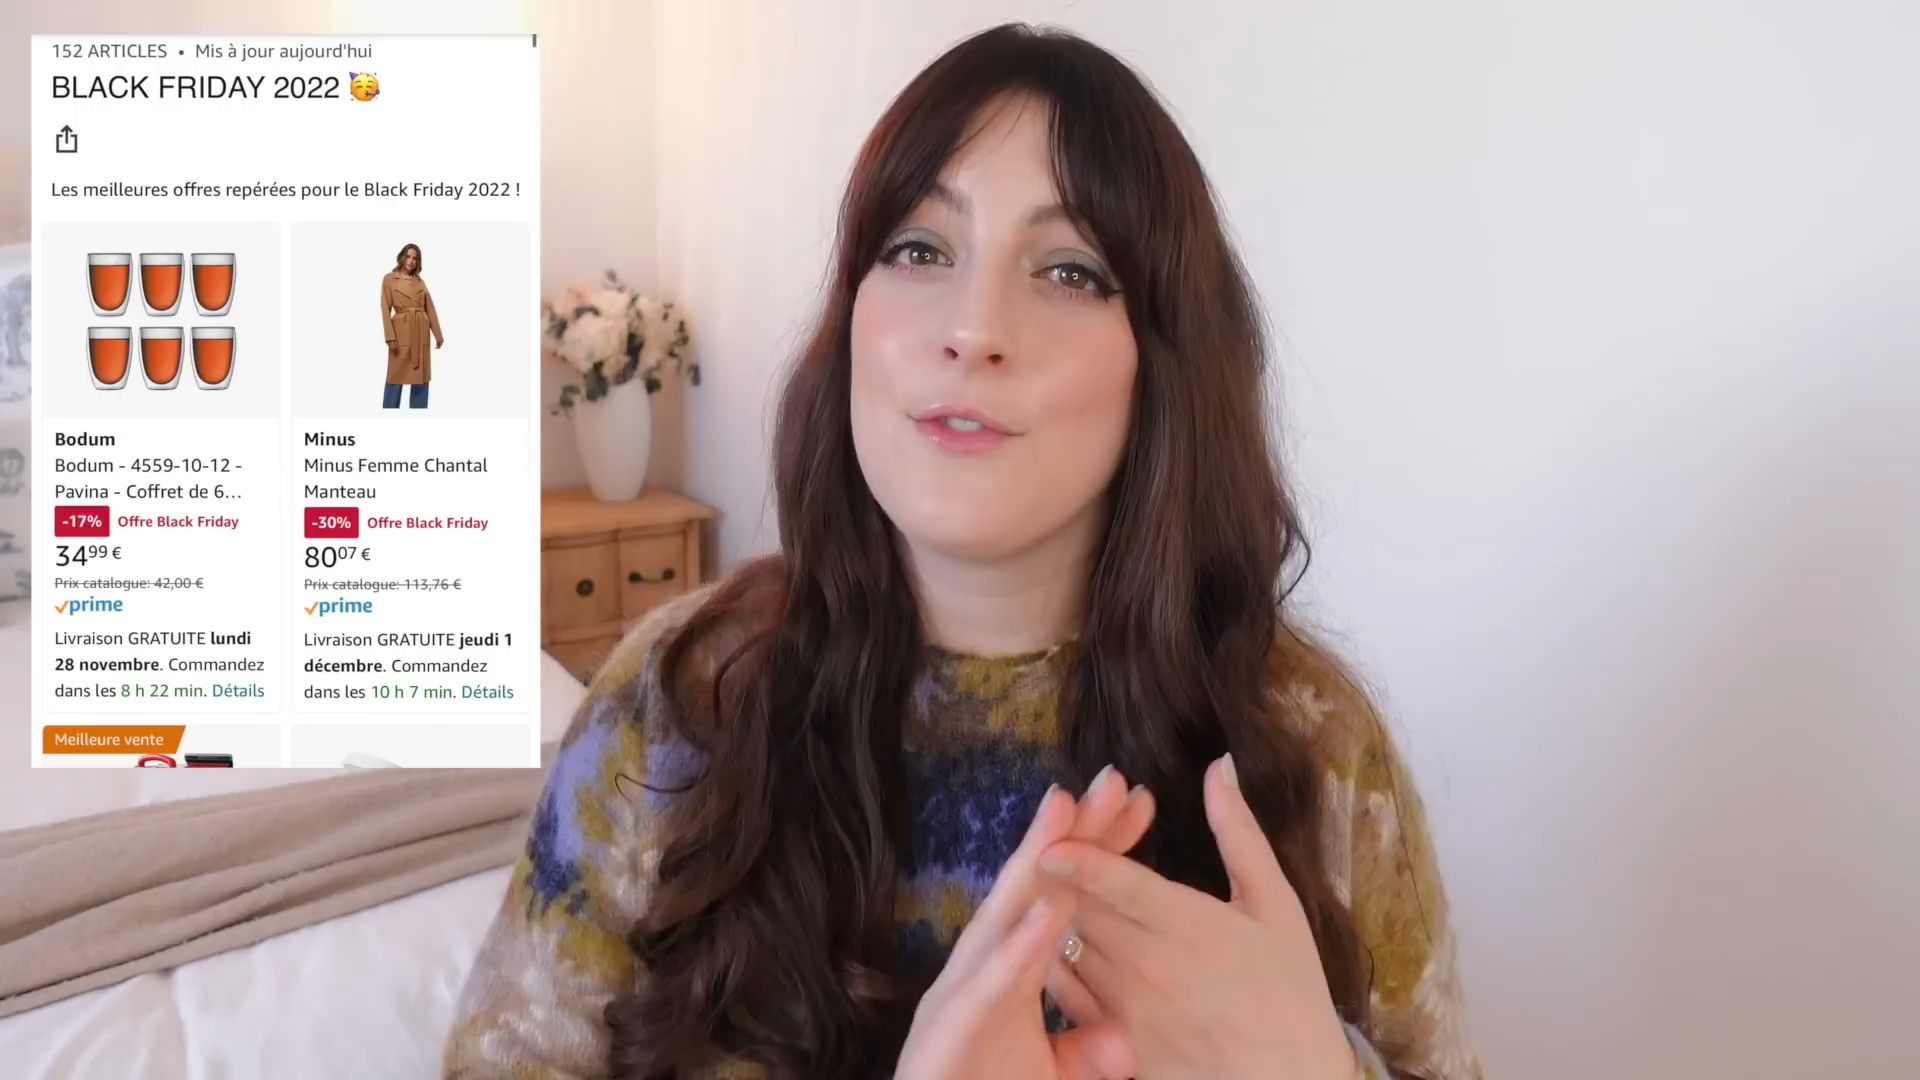 152 ARTICLES • Mis à jour aujourd'hui
BLACK FRIDAY 2022 🥳
Les meilleures offres repérées pour le Black Friday 2022 !
Bodum
Bodum - 4559-10-12 -
Pavina - Coffret de 6...
-17% Offre Black Friday
34⁹⁹ €
Prix catalogue: 42,00 €
prime
Livraison GRATUITE lundi
28 novembre. Commandez
dans les 8 h 22 min. Détails
Minus
Minus Femme Chantal
Manteau
-30% Offre Black Friday
80⁰⁷ €
Prix catalogue: 113,76 €
prime
Livraison GRATUITE jeudi 1
décembre. Commandez
dans les 10 h 7 min. Détails
Meilleure vente